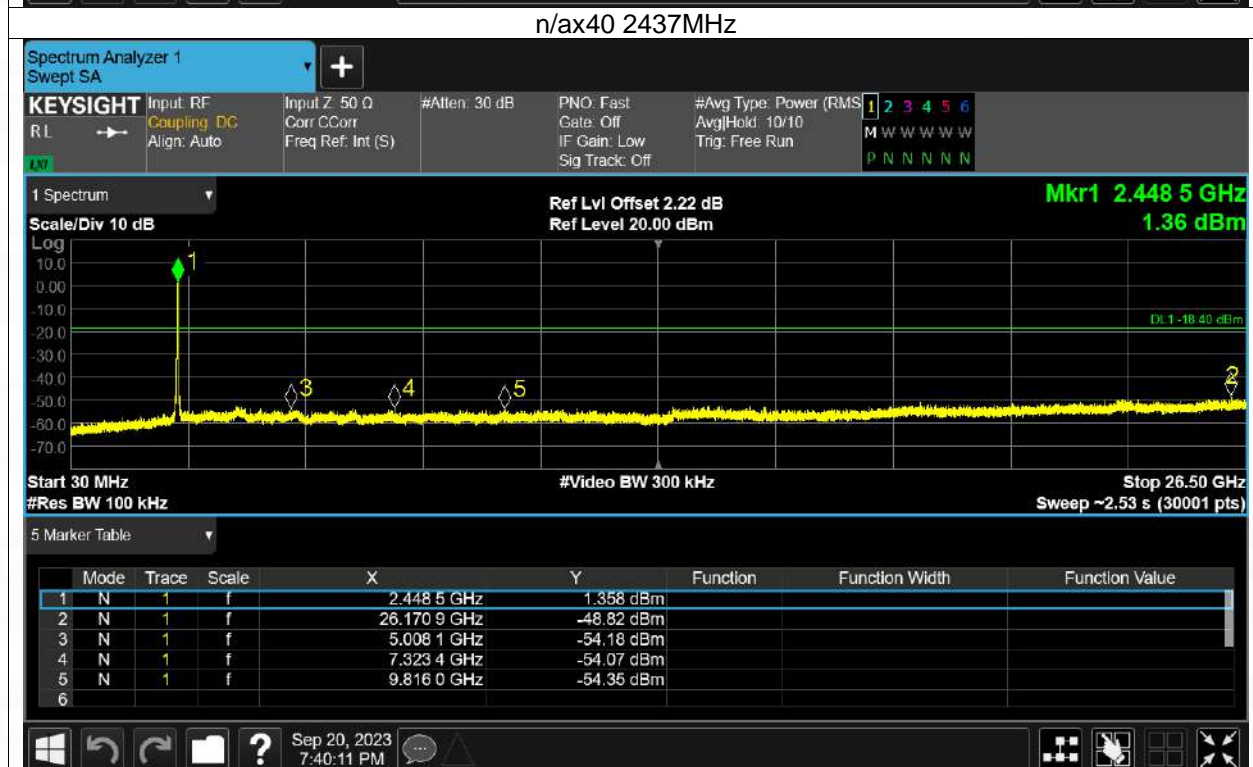 n/ax40 2437MHz
Spectrum Analyzer 1
Swept SA
+
KEYSIGHT
RL
LXI
Input: RF
Coupling: DC
Align: Auto
Input Z: 50 Ω
Corr CCorr
Freq Ref: Int (S)
#Atten: 30 dB
PNO: Fast
Gate: Off
IF Gain: Low
Sig Track: Off
#Avg Type: Power (RMS
Avg|Hold: 10/10
Trig: Free Run
1 2 3 4 5 6
M W W W W W
P N N N N N
1 Spectrum
Scale/Div 10 dB
Ref Lvl Offset 2.22 dB
Ref Level 20.00 dBm
Mkr1 2.448 5 GHz
1.36 dBm
Log
10.0
0.00
-10.0
-20.0
-30.0
-40.0
-50.0
-60.0
-70.0
1
3
4
5
2
DL1 -18.40 dBm
Start 30 MHz
#Res BW 100 kHz
#Video BW 300 kHz
Stop 26.50 GHz
Sweep ~2.53 s (30001 pts)
5 Marker Table
Mode Trace Scale X Y Function Function Width Function Value
1 N 1 f 2.448 5 GHz 1.358 dBm
2 N 1 f 26.170 9 GHz -48.82 dBm
3 N 1 f 5.008 1 GHz -54.18 dBm
4 N 1 f 7.323 4 GHz -54.07 dBm
5 N 1 f 9.816 0 GHz -54.35 dBm
6
?
Sep 20, 2023
7:40:11 PM